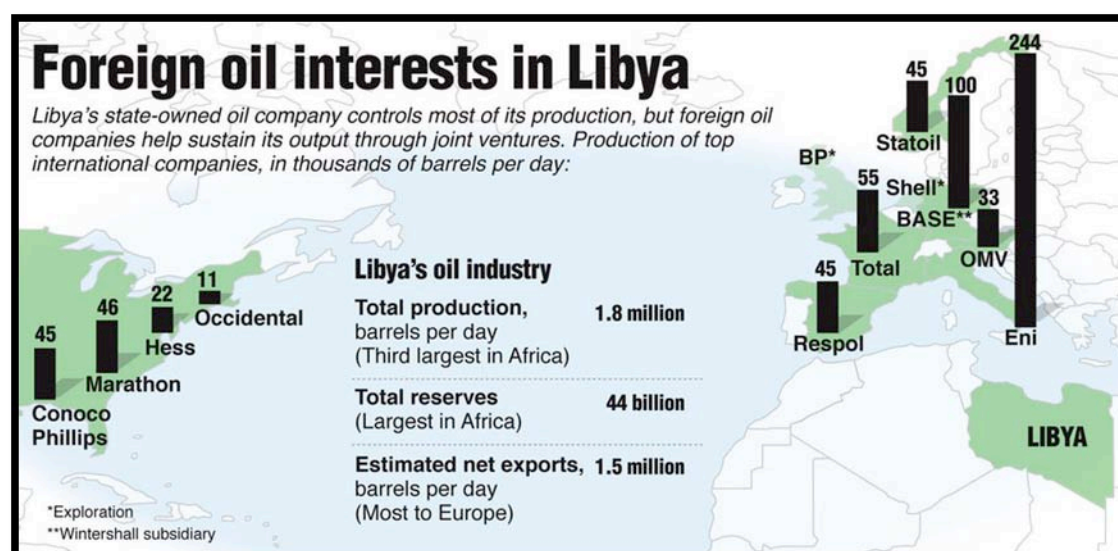 Foreign oil interests in Libya
Libya's state-owned oil company controls most of its production, but foreign oil
companies help sustain its output through joint ventures. Production of top
international companies, in thousands of barrels per day:
45
Conoco
Phillips
46
Marathon
22
Hess
11
Occidental
Libya's oil industry
Total production, 1.8 million
barrels per day
(Third largest in Africa)
Total reserves 44 billion
(Largest in Africa)
Estimated net exports, 1.5 million
barrels per day
(Most to Europe)
BP*
45
Statoil
Shell*
100
BASE**
55
Total
33
OMV
45
Respol
244
Eni
LIBYA
*Exploration
**Wintershall subsidiary